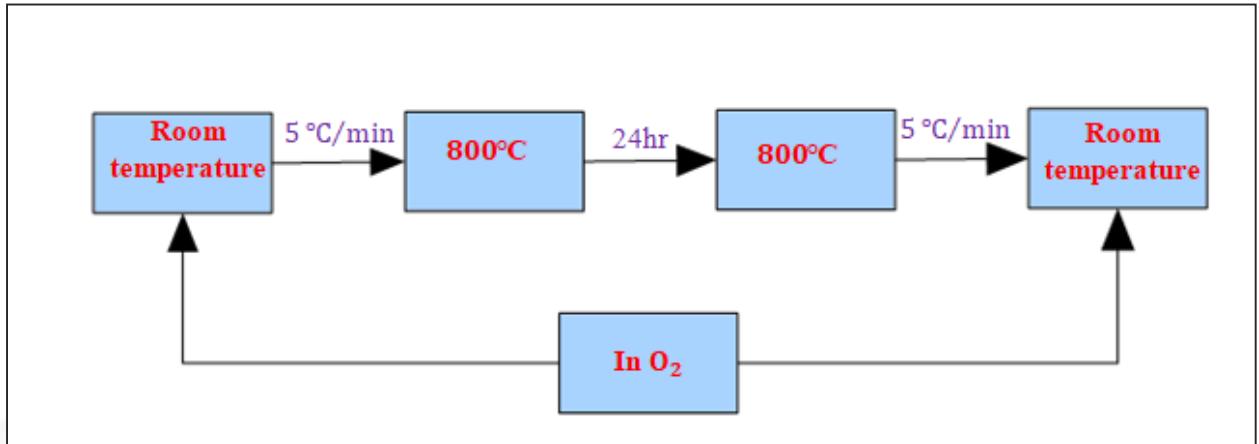 Room
temperature
5 ℃/min
800°C
24hr
800°C
5 ℃/min
Room
temperature
In O₂